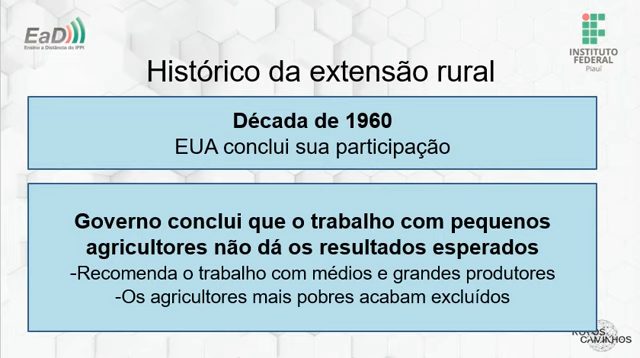 EaD
Ensino a Distância do IFPI
INSTITUTO
FEDERAL
Piauí
Histórico da extensão rural
Década de 1960
EUA conclui sua participação
Governo conclui que o trabalho com pequenos
agricultores não dá os resultados esperados
-Recomenda o trabalho com médios e grandes produtores
-Os agricultores mais pobres acabam excluídos
CAMINHOS